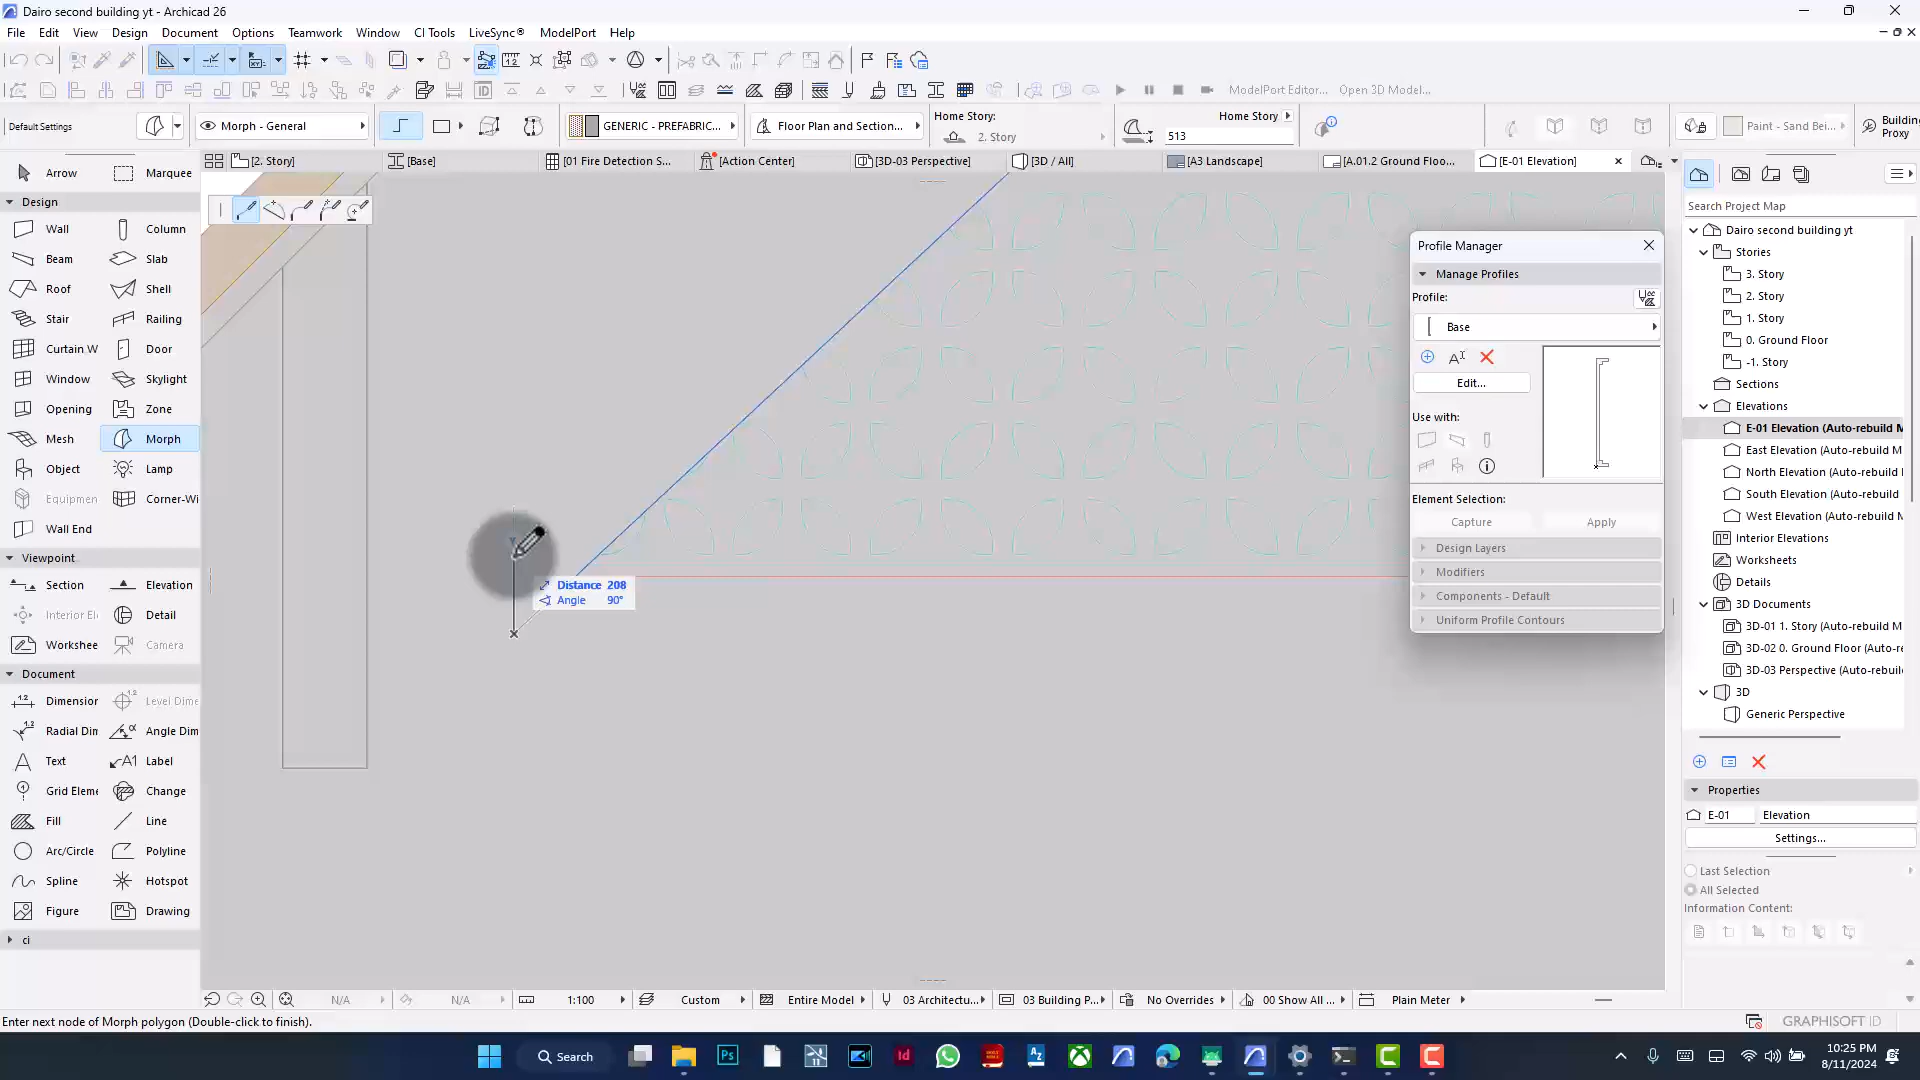 Dairo second building yt - Archicad 26
File Edit View Design Document Options Teamwork Window CI Tools LiveSync® ModelPort Help
ModelPort Editor... Open 3D Model...
Default Settings
Morph - General
GENERIC - PREFABRIC...
Floor Plan and Section...
Home Story:
2. Story
Home Story
513
Paint - Sand Bei...
Building
Proxy
[2. Story] [Base] [01 Fire Detection S... [Action Center] [3D-03 Perspective] [3D / All] [A3 Landscape] [A.01.2 Ground Floo... [E-01 Elevation]
Arrow Marquee
Design
Wall Column
Beam Slab
Roof Shell
Stair Railing
Curtain W Door
Window Skylight
Opening Zone
Mesh Morph
Object Lamp
Equipmen Corner-Wi
Wall End
Viewpoint
Section Elevation
Interior El Detail
Workshee Camera
Document
Dimension Level Dime
Radial Dim Angle Dim
Text Label
Grid Eleme Change
Fill Line
Arc/Circle Polyline
Spline Hotspot
Figure Drawing
ci
Distance 208
Angle 90°
Profile Manager
Manage Profiles
Profile:
Base
Edit...
Use with:
Element Selection:
Capture Apply
Design Layers
Modifiers
Components - Default
Uniform Profile Contours
Search Project Map
Dairo second building yt
Stories
3. Story
2. Story
1. Story
0. Ground Floor
-1. Story
Sections
Elevations
E-01 Elevation (Auto-rebuild M
East Elevation (Auto-rebuild M
North Elevation (Auto-rebuild
South Elevation (Auto-rebuild
West Elevation (Auto-rebuild M
Interior Elevations
Worksheets
Details
3D Documents
3D-01 1. Story (Auto-rebuild M
3D-02 0. Ground Floor (Auto-re
3D-03 Perspective (Auto-rebuild
3D
Generic Perspective
Properties
E-01 Elevation
Settings...
Last Selection
All Selected
Information Content:
N/A N/A 1:100 Custom Entire Model 03 Architectu... 03 Building P... No Overrides 00 Show All ... Plain Meter
Enter next node of Morph polygon (Double-click to finish).
GRAPHISOFT ID
Search
10:25 PM
8/11/2024